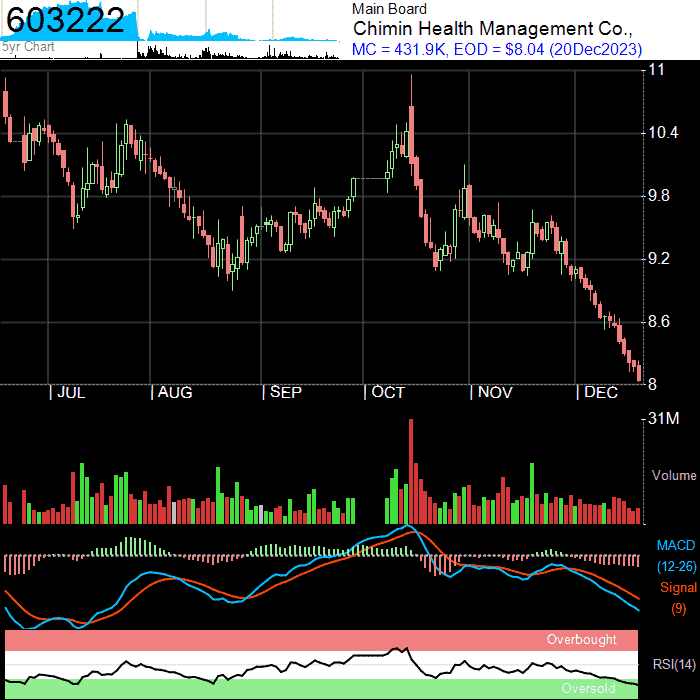 603222
5yr Chart
Main Board
Chimin Health Management Co.,
MC = 431.9K, EOD = $8.04 (20Dec2023)
11
10.4
9.8
9.2
8.6
8
JUL AUG SEP OCT NOV DEC
31M
Volume
MACD
(12-26)
Signal
(9)
Overbought
RSI(14)
Oversold